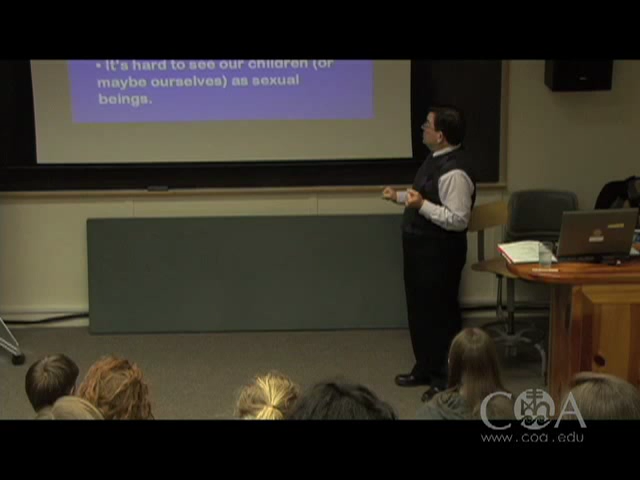 • It's hard to see our children (or
maybe ourselves) as sexual
beings.
COA
www.coa.edu